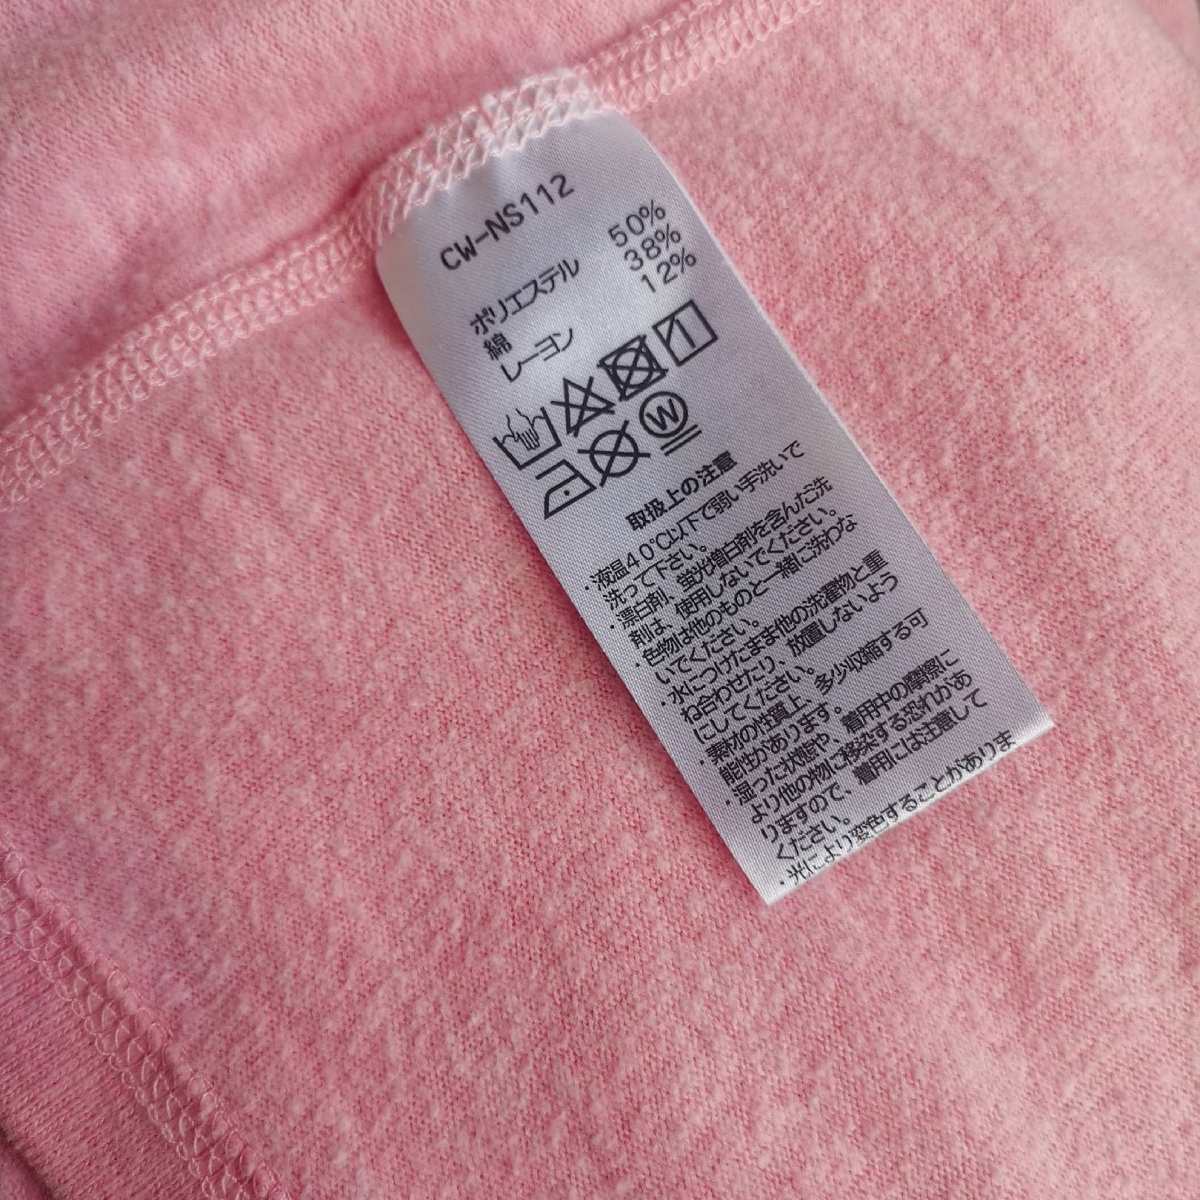 CW-NS112
ポリエステル 50%
綿 38%
レーヨン 12%
W
取扱上の注意
・液温40℃以下で弱い手洗いで
洗って下さい。
・漂白剤、蛍光増白剤を含んだ洗
剤は、使用しないでください。
・色物は他のものと一緒に洗わな
いでください。
・水につけたまま他の洗濯物と重
ね合わせたり、放置しないよう
にしてください。
・素材の性質上、多少収縮する可
能性があります。
・湿った状態や、着用中の摩擦に
より他の物に移染する恐れがあ
りますので、着用には注意して
ください。
・光により変色することがありま